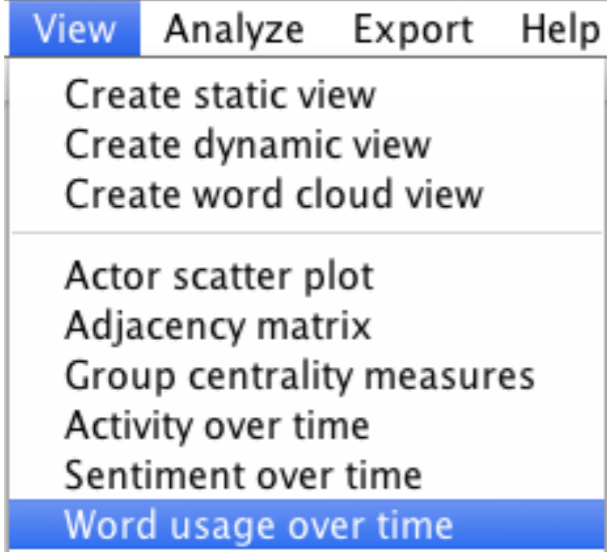 View Analyze Export Help
Create static view
Create dynamic view
Create word cloud view
Actor scatter plot
Adjacency matrix
Group centrality measures
Activity over time
Sentiment over time
Word usage over time